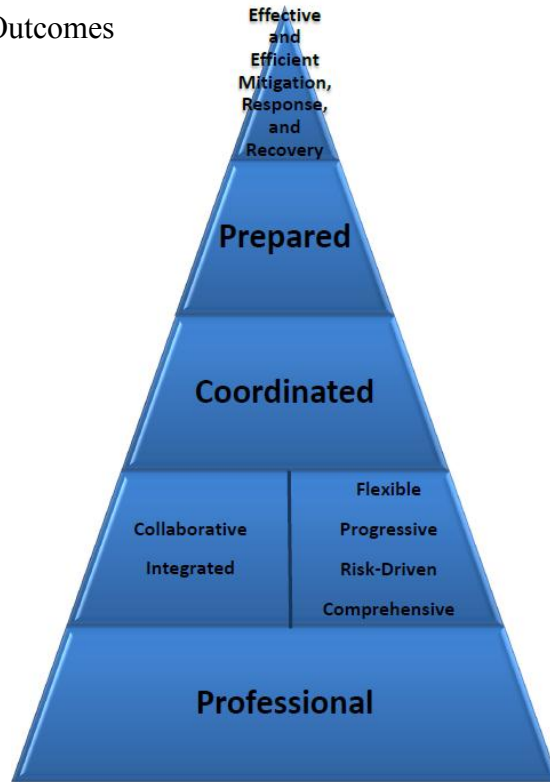 Outcomes
Effective
and
Efficient
Mitigation,
Response,
and
Recovery
Prepared
Coordinated
Collaborative
Integrated
Flexible
Progressive
Risk-Driven
Comprehensive
Professional